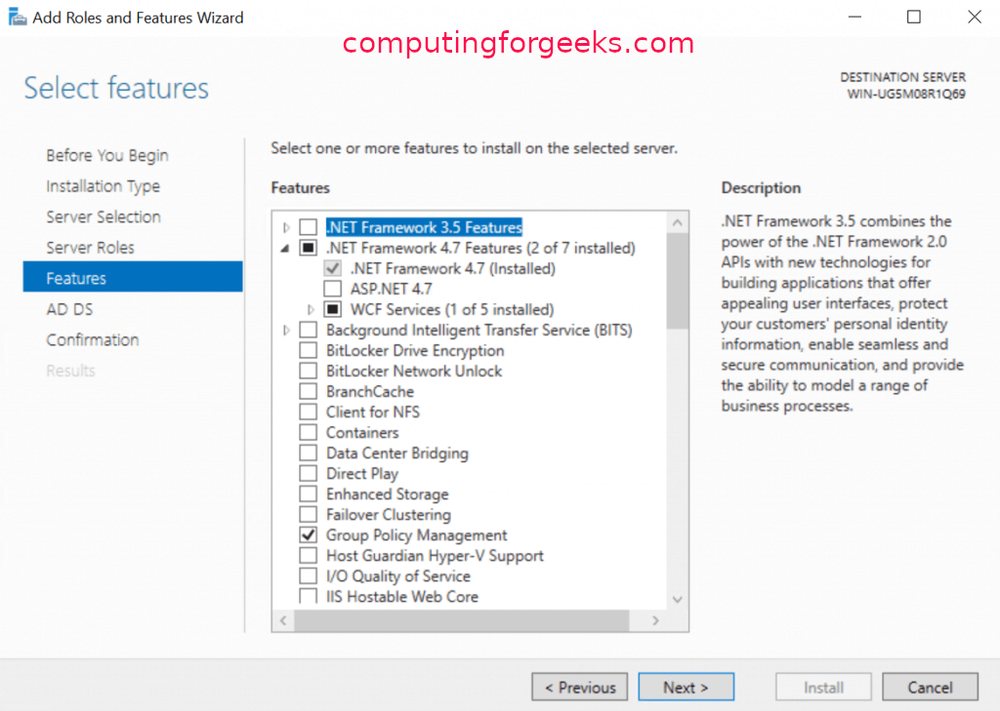 Add Roles and Features Wizard
computingforgeeks.com
Select features
DESTINATION SERVER
WIN-UG5M08R1Q69
Before You Begin
Installation Type
Server Selection
Server Roles
Features
AD DS
Confirmation
Results
Select one or more features to install on the selected server.
Features
.NET Framework 3.5 Features
.NET Framework 4.7 Features (2 of 7 installed)
.NET Framework 4.7 (Installed)
ASP.NET 4.7
WCF Services (1 of 5 installed)
Background Intelligent Transfer Service (BITS)
BitLocker Drive Encryption
BitLocker Network Unlock
BranchCache
Client for NFS
Containers
Data Center Bridging
Direct Play
Enhanced Storage
Failover Clustering
Group Policy Management
Host Guardian Hyper-V Support
I/O Quality of Service
IIS Hostable Web Core
Description
.NET Framework 3.5 combines the
power of the .NET Framework 2.0
APIs with new technologies for
building applications that offer
appealing user interfaces, protect
your customers' personal identity
information, enable seamless and
secure communication, and provide
the ability to model a range of
business processes.
< Previous
Next >
Install
Cancel